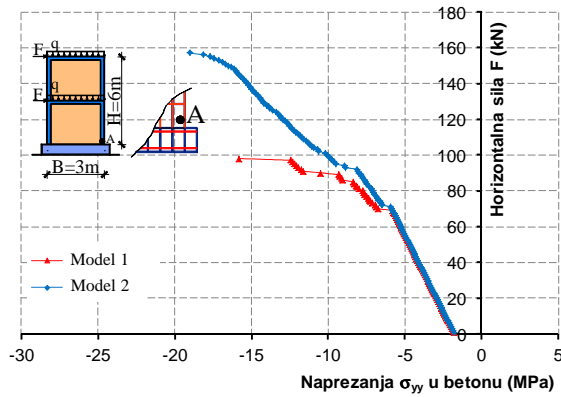 q
F
q
F
H=6m
A
B=3m
A
Model 1
Model 2
180
160
140
120
100
80
60
40
20
0
Horizontalna sila F (kN)
-30 -25 -20 -15 -10 -5 0 5
Naprezanja σyy u betonu (MPa)